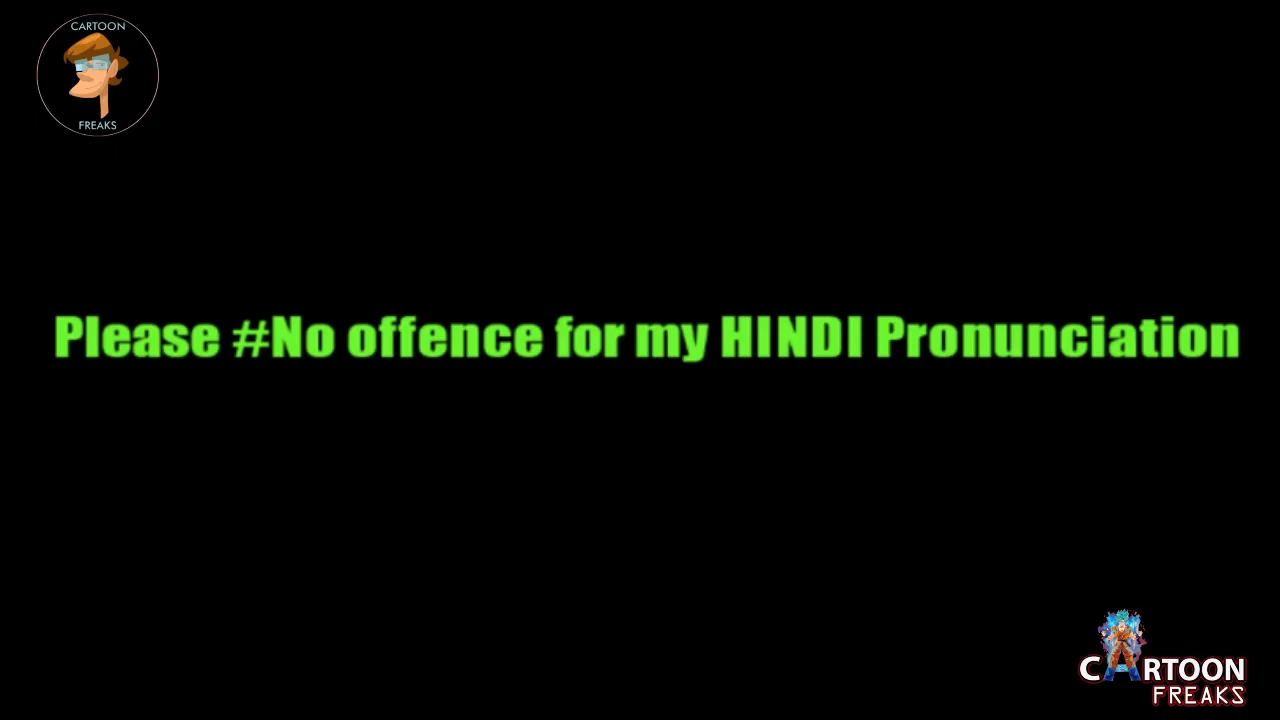 CARTOON
FREAKS
Please #No offence for my HINDI Pronunciation
CARTOON
FREAKS